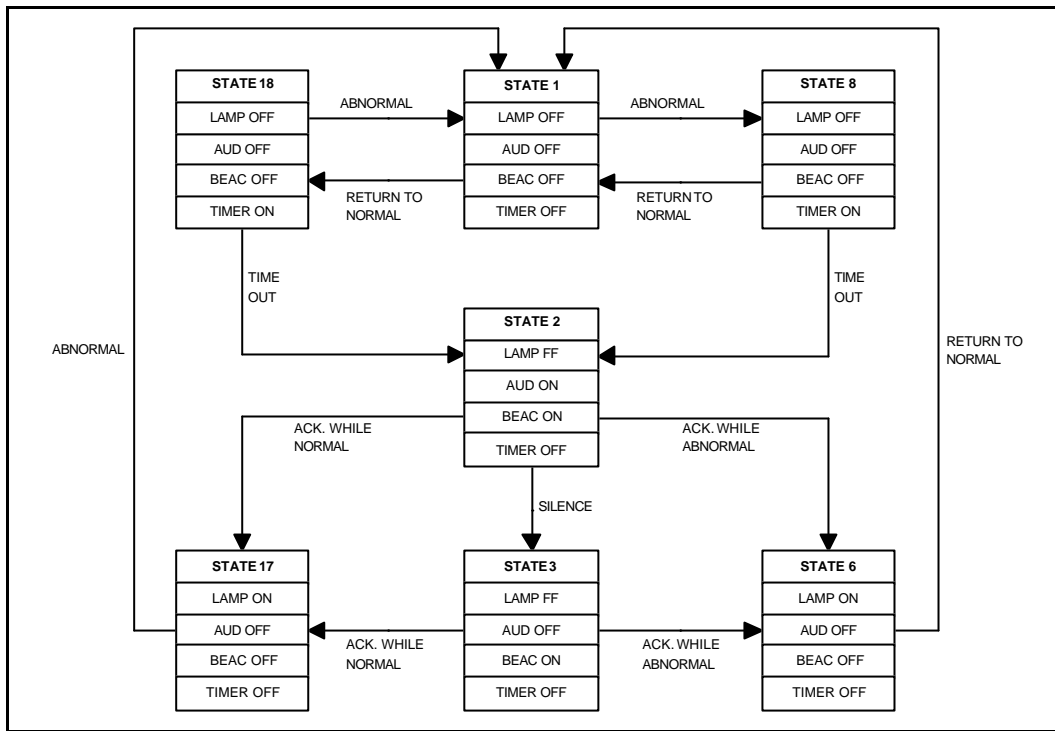 STATE 18
LAMP OFF
AUD OFF
BEAC OFF
TIMER ON
ABNORMAL
RETURN TO
NORMAL
STATE 1
LAMP OFF
AUD OFF
BEAC OFF
TIMER OFF
ABNORMAL
RETURN TO
NORMAL
STATE 8
LAMP OFF
AUD OFF
BEAC OFF
TIMER ON
TIME
OUT
TIME
OUT
ABNORMAL
RETURN TO
NORMAL
STATE 2
LAMP FF
AUD ON
BEAC ON
TIMER OFF
ACK. WHILE
NORMAL
ACK. WHILE
ABNORMAL
SILENCE
STATE 17
LAMP ON
AUD OFF
BEAC OFF
TIMER OFF
ACK. WHILE
NORMAL
STATE 3
LAMP FF
AUD OFF
BEAC ON
TIMER OFF
ACK. WHILE
ABNORMAL
STATE 6
LAMP ON
AUD OFF
BEAC OFF
TIMER OFF